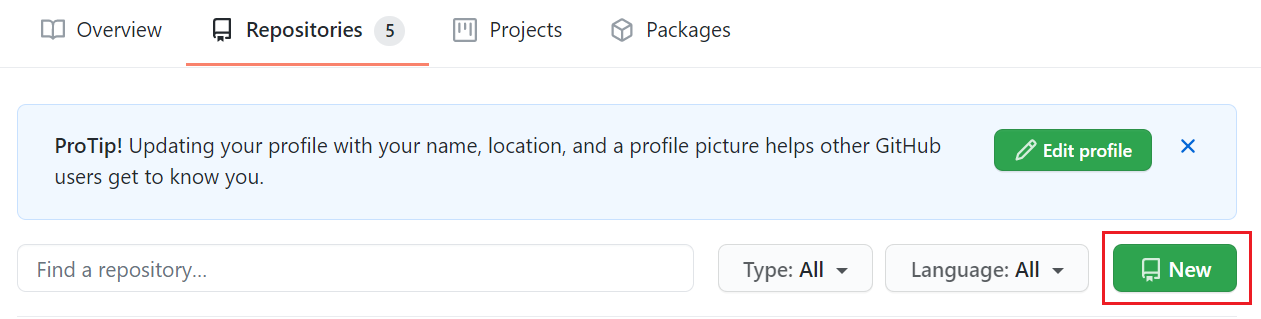 Overview Repositories 5 Projects Packages
ProTip! Updating your profile with your name, location, and a profile picture helps other GitHub
users get to know you.
Edit profile
Find a repository...
Type: All
Language: All
New